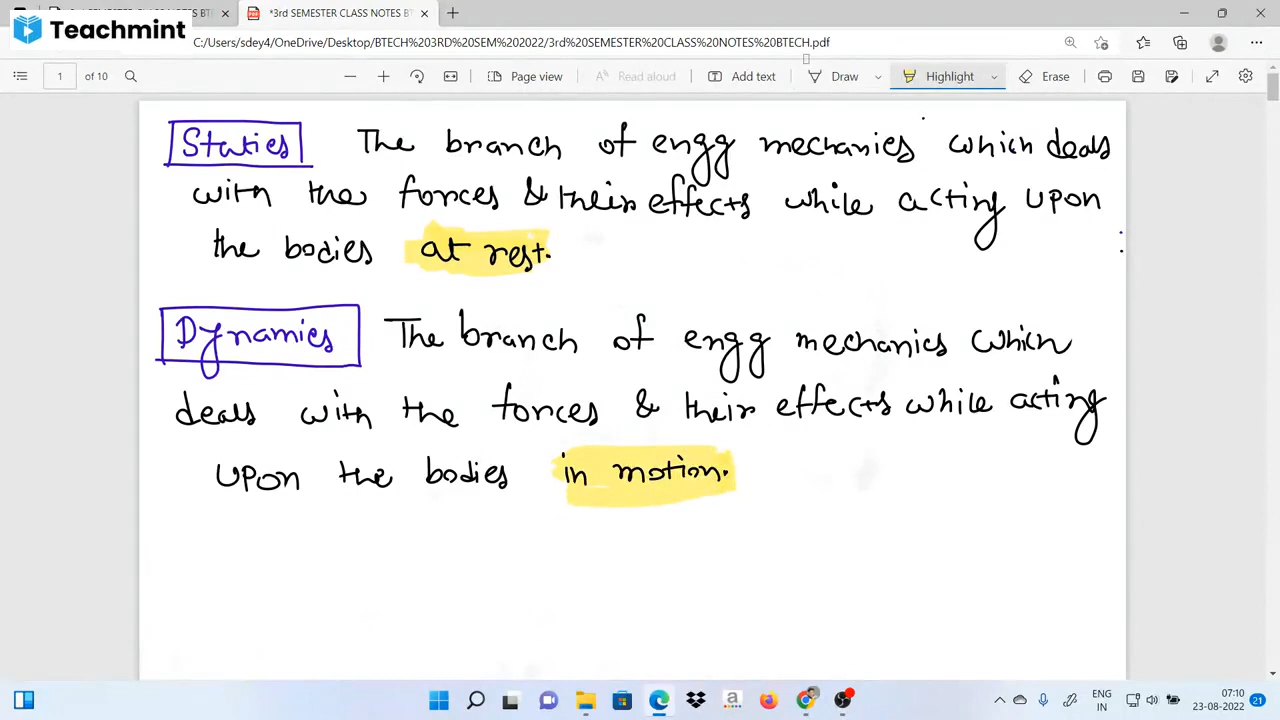 *3rd SEMESTER CLASS NOTES BT
Teachmint
C:/Users/sdey4/OneDrive/Desktop/BTECH%203RD%20SEM%202022/3rd%20SEMESTER%20CLASS%20NOTES%20BTECH.pdf
1 of 10 Page view Read aloud Add text Draw Highlight Erase
Statics The branch of engg mechanics which deals
with the forces & their effects while acting upon
the bodies at rest.
Dynamics The branch of engg mechanics which
deals with the forces & their effects while acting
upon the bodies in motion.
ENG 07:10
IN 23-08-2022 21